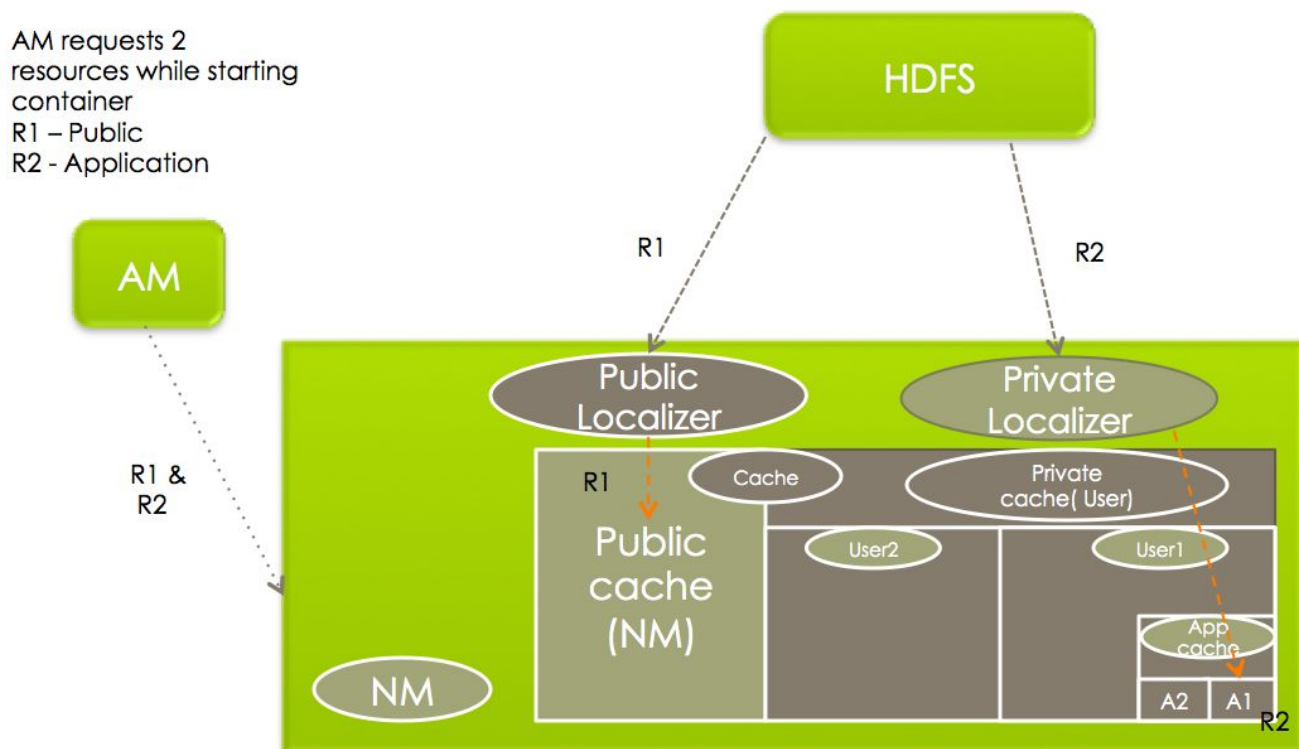 AM requests 2
resources while starting
container
R1 – Public
R2 - Application
HDFS
AM
R1
R2
R1 &
R2
Public
Localizer
Private
Localizer
R1
Cache
Private
cache( User)
Public
cache
(NM)
User2
User1
App
cache
NM
A2
A1
R2